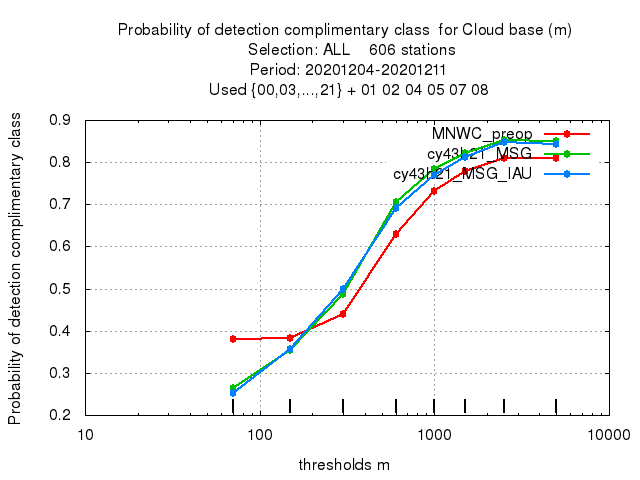 Probability of detection complimentary class  for Cloud base (m)
Selection: ALL    606 stations
Period: 20201204-20201211
Used {00,03,...,21} + 01 02 04 05 07 08
Probability of detection complimentary class
0.9
0.8
0.7
0.6
0.5
0.4
0.3
0.2
MNWC_preop
cy43h21_MSG
cy43h21_MSG_IAU
10
100
1000
10000
thresholds m